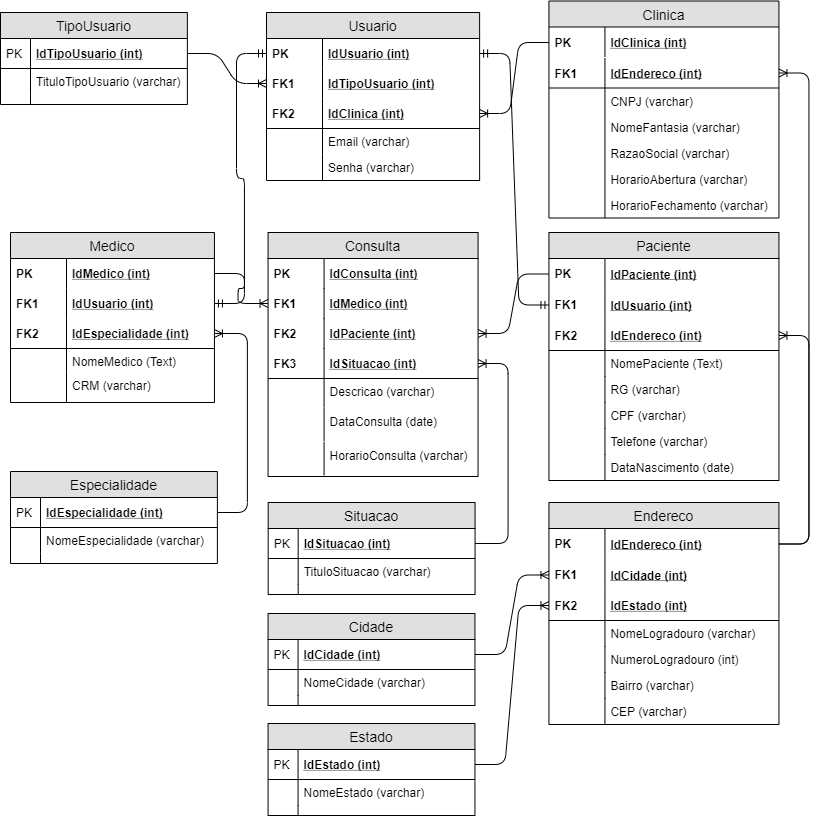 TipoUsuario
PK IdTipoUsuario (int)
TituloTipoUsuario (varchar)
Usuario
PK IdUsuario (int)
FK1 IdTipoUsuario (int)
FK2 IdClinica (int)
Email (varchar)
Senha (varchar)
Clinica
PK IdClinica (int)
FK1 IdEndereco (int)
CNPJ (varchar)
NomeFantasia (varchar)
RazaoSocial (varchar)
HorarioAbertura (varchar)
HorarioFechamento (varchar)
Medico
PK IdMedico (int)
FK1 IdUsuario (int)
FK2 IdEspecialidade (int)
NomeMedico (Text)
CRM (varchar)
Consulta
PK IdConsulta (int)
FK1 IdMedico (int)
FK2 IdPaciente (int)
FK3 IdSituacao (int)
Descricao (varchar)
DataConsulta (date)
HorarioConsulta (varchar)
Paciente
PK IdPaciente (int)
FK1 IdUsuario (int)
FK2 IdEndereco (int)
NomePaciente (Text)
RG (varchar)
CPF (varchar)
Telefone (varchar)
DataNascimento (date)
Especialidade
PK IdEspecialidade (int)
NomeEspecialidade (varchar)
Situacao
PK IdSituacao (int)
TituloSituacao (varchar)
Endereco
PK IdEndereco (int)
FK1 IdCidade (int)
FK2 IdEstado (int)
NomeLogradouro (varchar)
NumeroLogradouro (int)
Bairro (varchar)
CEP (varchar)
Cidade
PK IdCidade (int)
NomeCidade (varchar)
Estado
PK IdEstado (int)
NomeEstado (varchar)